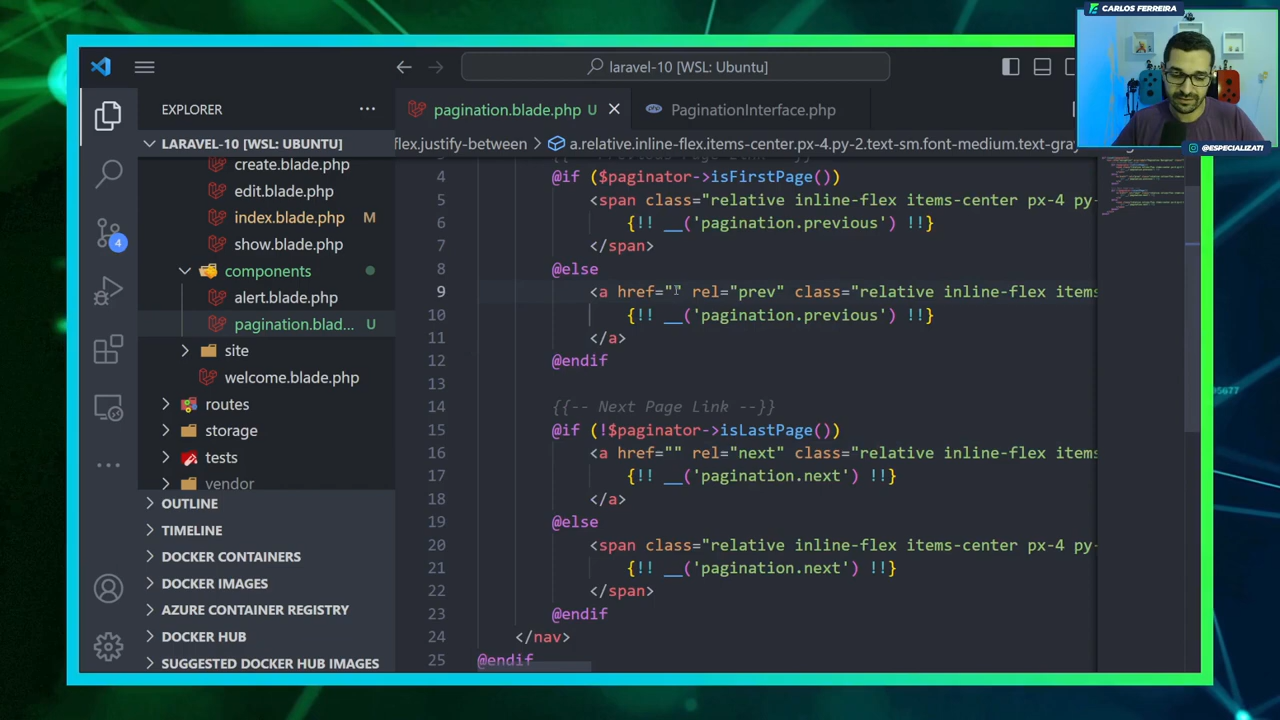 CARLOS FERREIRA
laravel-10 [WSL: Ubuntu]
EXPLORER
pagination.blade.php U
PaginationInterface.php
LARAVEL-10 [WSL: UBUNTU]
flex.justify-between > a.relative.inline-flex.items-center.px-4.py-2.text-sm.font-medium.text-gray
@ESPECIALIZATI
create.blade.php
edit.blade.php
index.blade.php M
show.blade.php
components
alert.blade.php
pagination.blad... U
site
welcome.blade.php
routes
storage
tests
vendor
OUTLINE
TIMELINE
DOCKER CONTAINERS
DOCKER IMAGES
AZURE CONTAINER REGISTRY
DOCKER HUB
SUGGESTED DOCKER HUB IMAGES
4
4 @if ($paginator->isFirstPage())
5 <span class="relative inline-flex items-center px-4 py-
6 {!! __('pagination.previous') !!}
7 </span>
8 @else
9 <a href="" rel="prev" class="relative inline-flex items
10 {!! __('pagination.previous') !!}
11 </a>
12 @endif
13
14 {{-- Next Page Link --}}
15 @if (!$paginator->isLastPage())
16 <a href="" rel="next" class="relative inline-flex items
17 {!! __('pagination.next') !!}
18 </a>
19 @else
20 <span class="relative inline-flex items-center px-4 py-
21 {!! __('pagination.next') !!}
22 </span>
23 @endif
24 </nav>
25 @endif